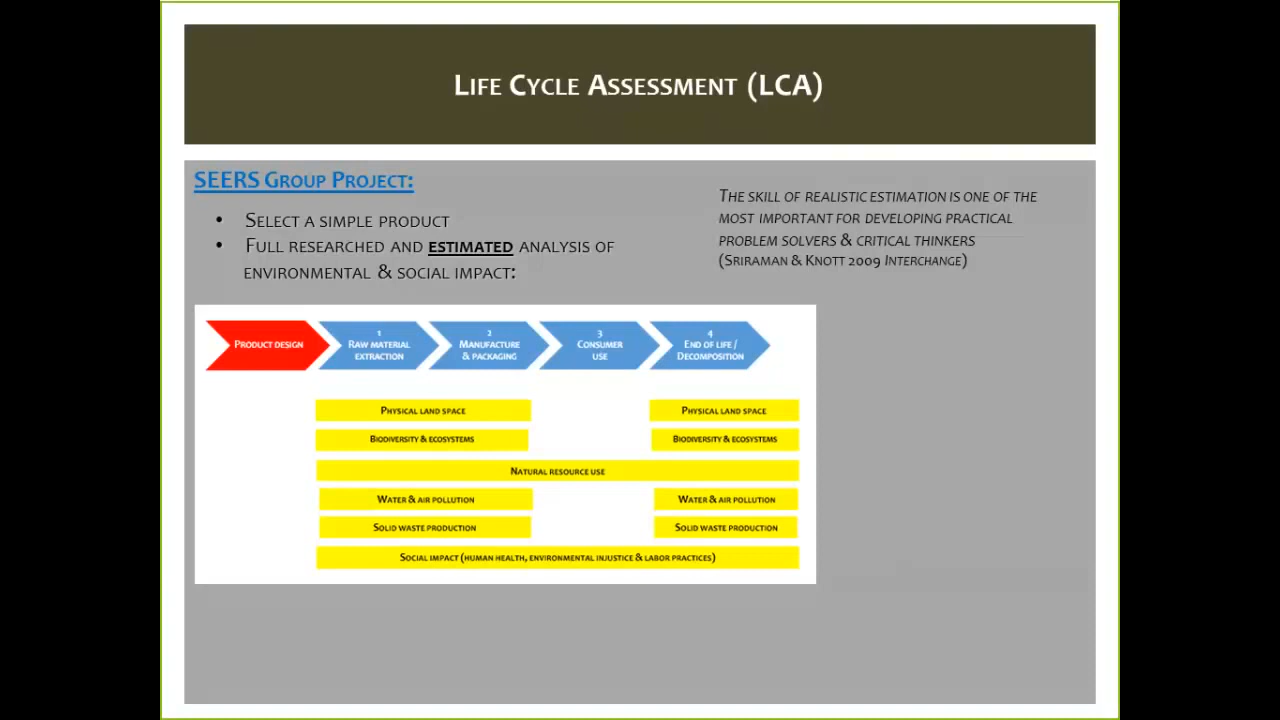 Life Cycle Assessment (LCA)
SEERS Group Project:
• Select a simple product
• Full researched and estimated analysis of
environmental & social impact:
The skill of realistic estimation is one of the
most important for developing practical
problem solvers & critical thinkers
(Sriraman & Knott 2009 Interchange)
Product design
1
Raw material
extraction
2
Manufacture
& packaging
3
Consumer
use
4
End of life /
Decomposition
Physical land space
Physical land space
Biodiversity & ecosystems
Biodiversity & ecosystems
Natural resource use
Water & air pollution
Water & air pollution
Solid waste production
Solid waste production
Social impact (human health, environmental injustice & labor practices)